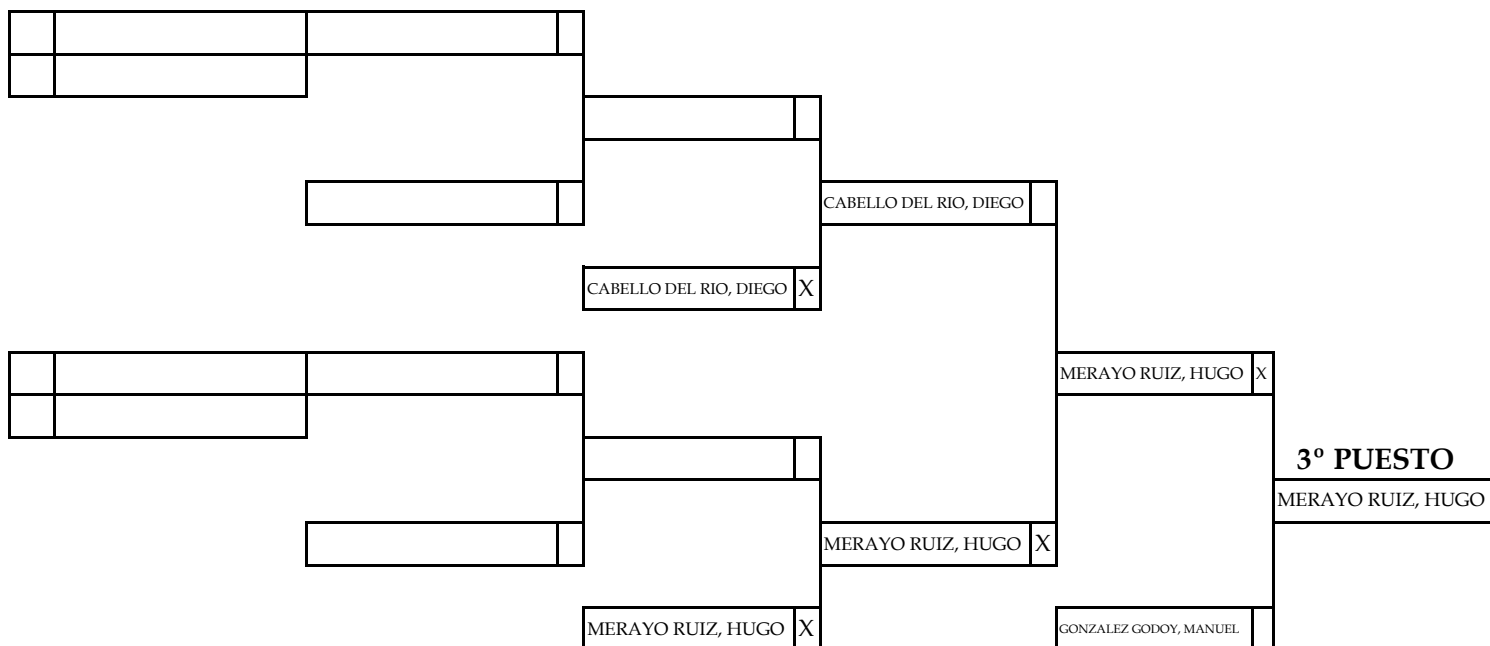 CABELLO DEL RIO, DIEGO
CABELLO DEL RIO, DIEGO X
MERAYO RUIZ, HUGO X
3º PUESTO
MERAYO RUIZ, HUGO
MERAYO RUIZ, HUGO X
MERAYO RUIZ, HUGO X
GONZALEZ GODOY, MANUEL